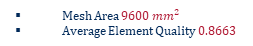 ▪ Mesh Area 9600 mm²
▪ Average Element Quality 0.8663